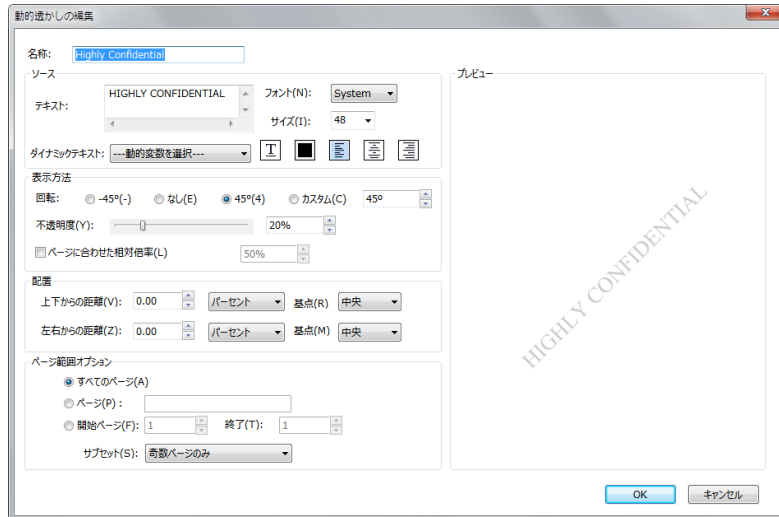 動的透かしの編集
名称: Highly Confidential
ソース
テキスト: HIGHLY CONFIDENTIAL フォント(N): System
サイズ(I): 48
ダイナミックテキスト: ---動的変数を選択--- T
表示方法
回転: -45º(-) なし(E) 45º(4) カスタム(C) 45º
不透明度(Y): 20%
ページに合わせた相対倍率(L) 50%
配置
上下からの距離(V): 0.00 パーセント 基点(R) 中央
左右からの距離(Z): 0.00 パーセント 基点(M) 中央
ページ範囲オプション
すべてのページ(A)
ページ(P) :
開始ページ(F): 1 終了(T): 1
サブセット(S): 奇数ページのみ
プレビュー
HIGHLY CONFIDENTIAL
OK キャンセル